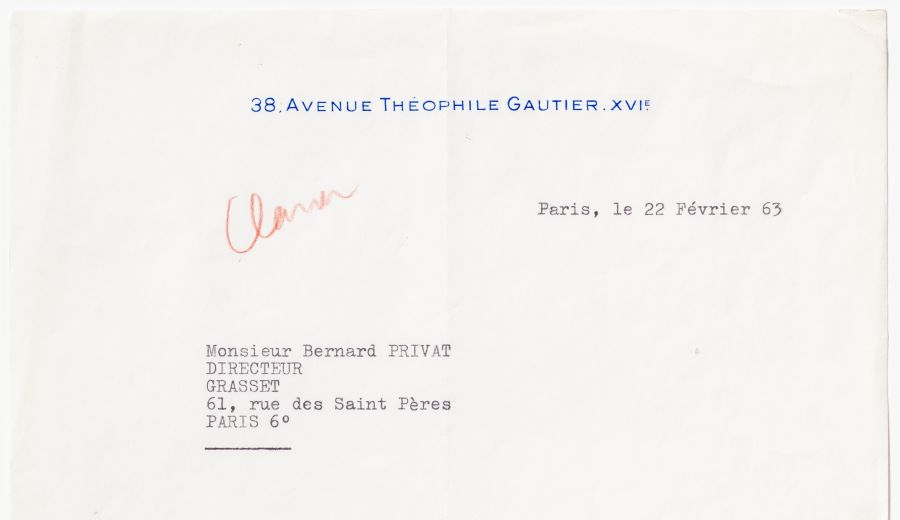 38, AVENUE THÉOPHILE GAUTIER. XVIE
Paris, le 22 Février 63
Monsieur Bernard PRIVAT
DIRECTEUR
GRASSET
61, rue des Saint Pères
PARIS 6º